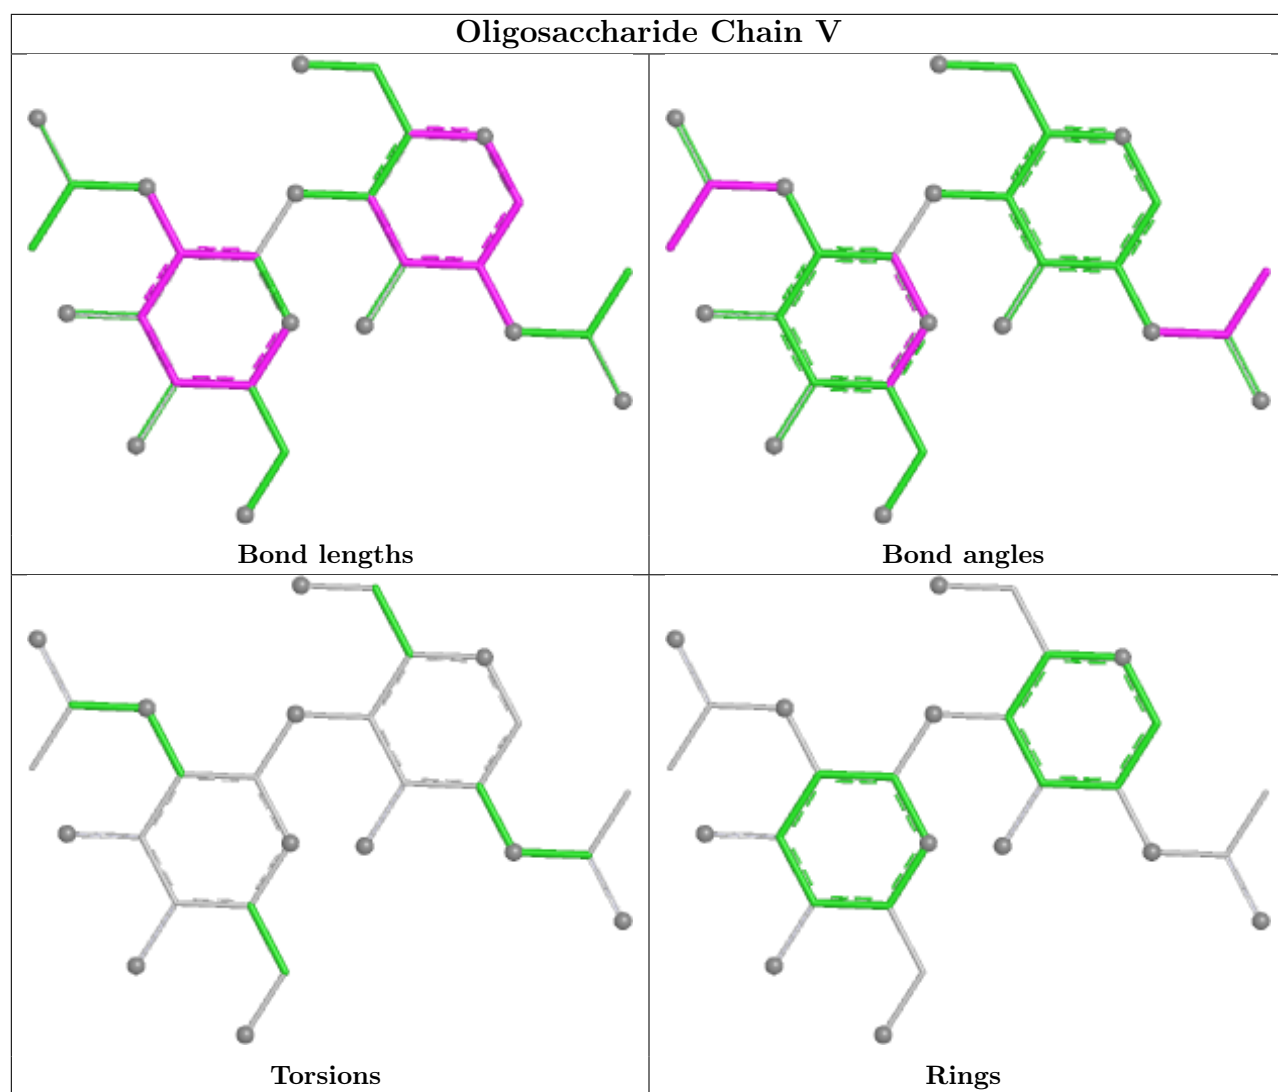 Oligosaccharide Chain V
Bond lengths
Bond angles
Torsions
Rings